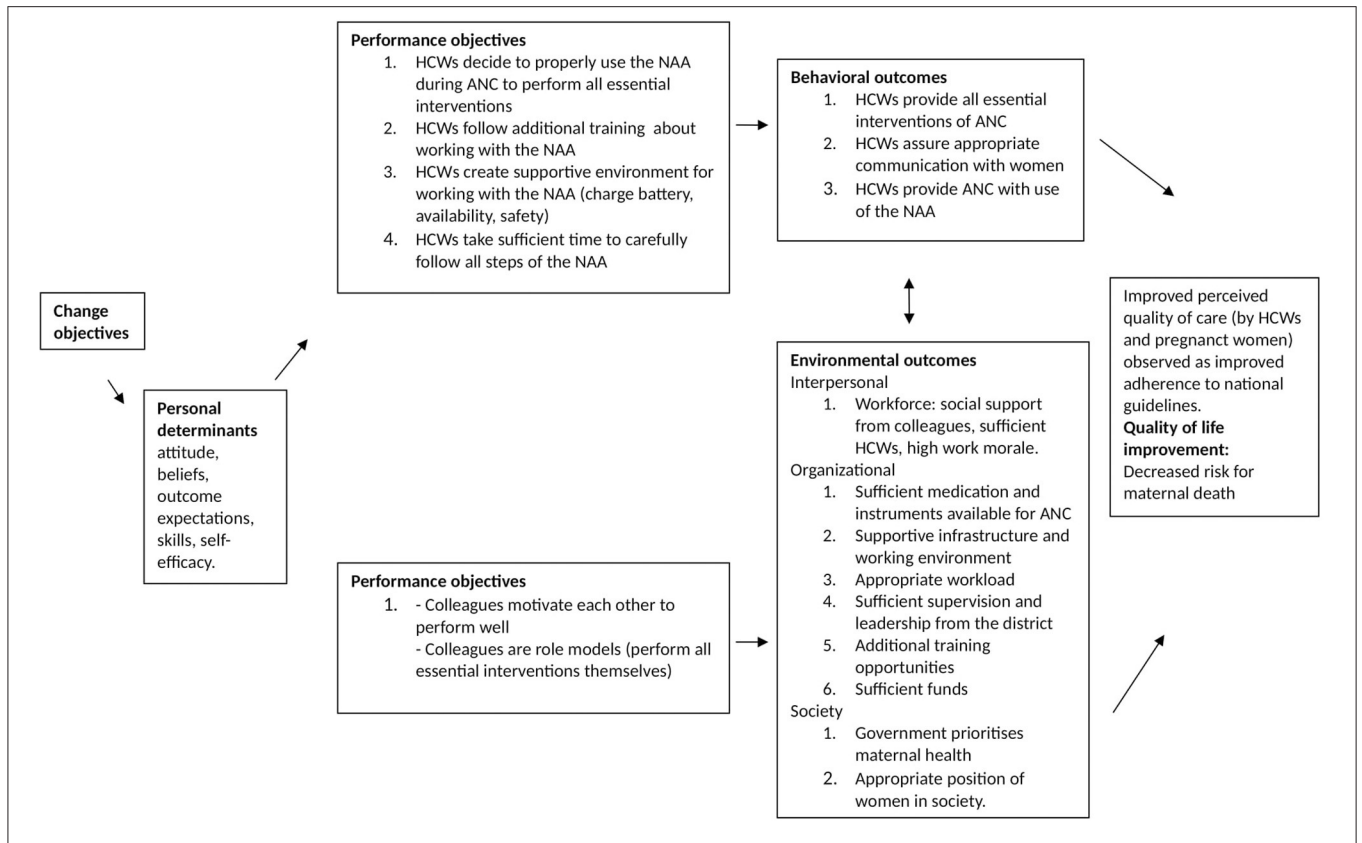 Change
objectives
Personal
determinants
attitude,
beliefs,
outcome
expectations,
skills, self-
efficacy.
Performance objectives
1. HCWs decide to properly use the NAA
during ANC to perform all essential
interventions
2. HCWs follow additional training about
working with the NAA
3. HCWs create supportive environment for
working with the NAA (charge battery,
availability, safety)
4. HCWs take sufficient time to carefully
follow all steps of the NAA
Performance objectives
1. - Colleagues motivate each other to
perform well
- Colleagues are role models (perform all
essential interventions themselves)
Behavioral outcomes
1. HCWs provide all essential
interventions of ANC
2. HCWs assure appropriate
communication with women
3. HCWs provide ANC with use
of the NAA
Environmental outcomes
Interpersonal
1. Workforce: social support
from colleagues, sufficient
HCWs, high work morale.
Organizational
1. Sufficient medication and
instruments available for ANC
2. Supportive infrastructure and
working environment
3. Appropriate workload
4. Sufficient supervision and
leadership from the district
5. Additional training
opportunities
6. Sufficient funds
Society
1. Government prioritises
maternal health
2. Appropriate position of
women in society.
Improved perceived
quality of care (by HCWs
and pregnanct women)
observed as improved
adherence to national
guidelines.
Quality of life
improvement:
Decreased risk for
maternal death